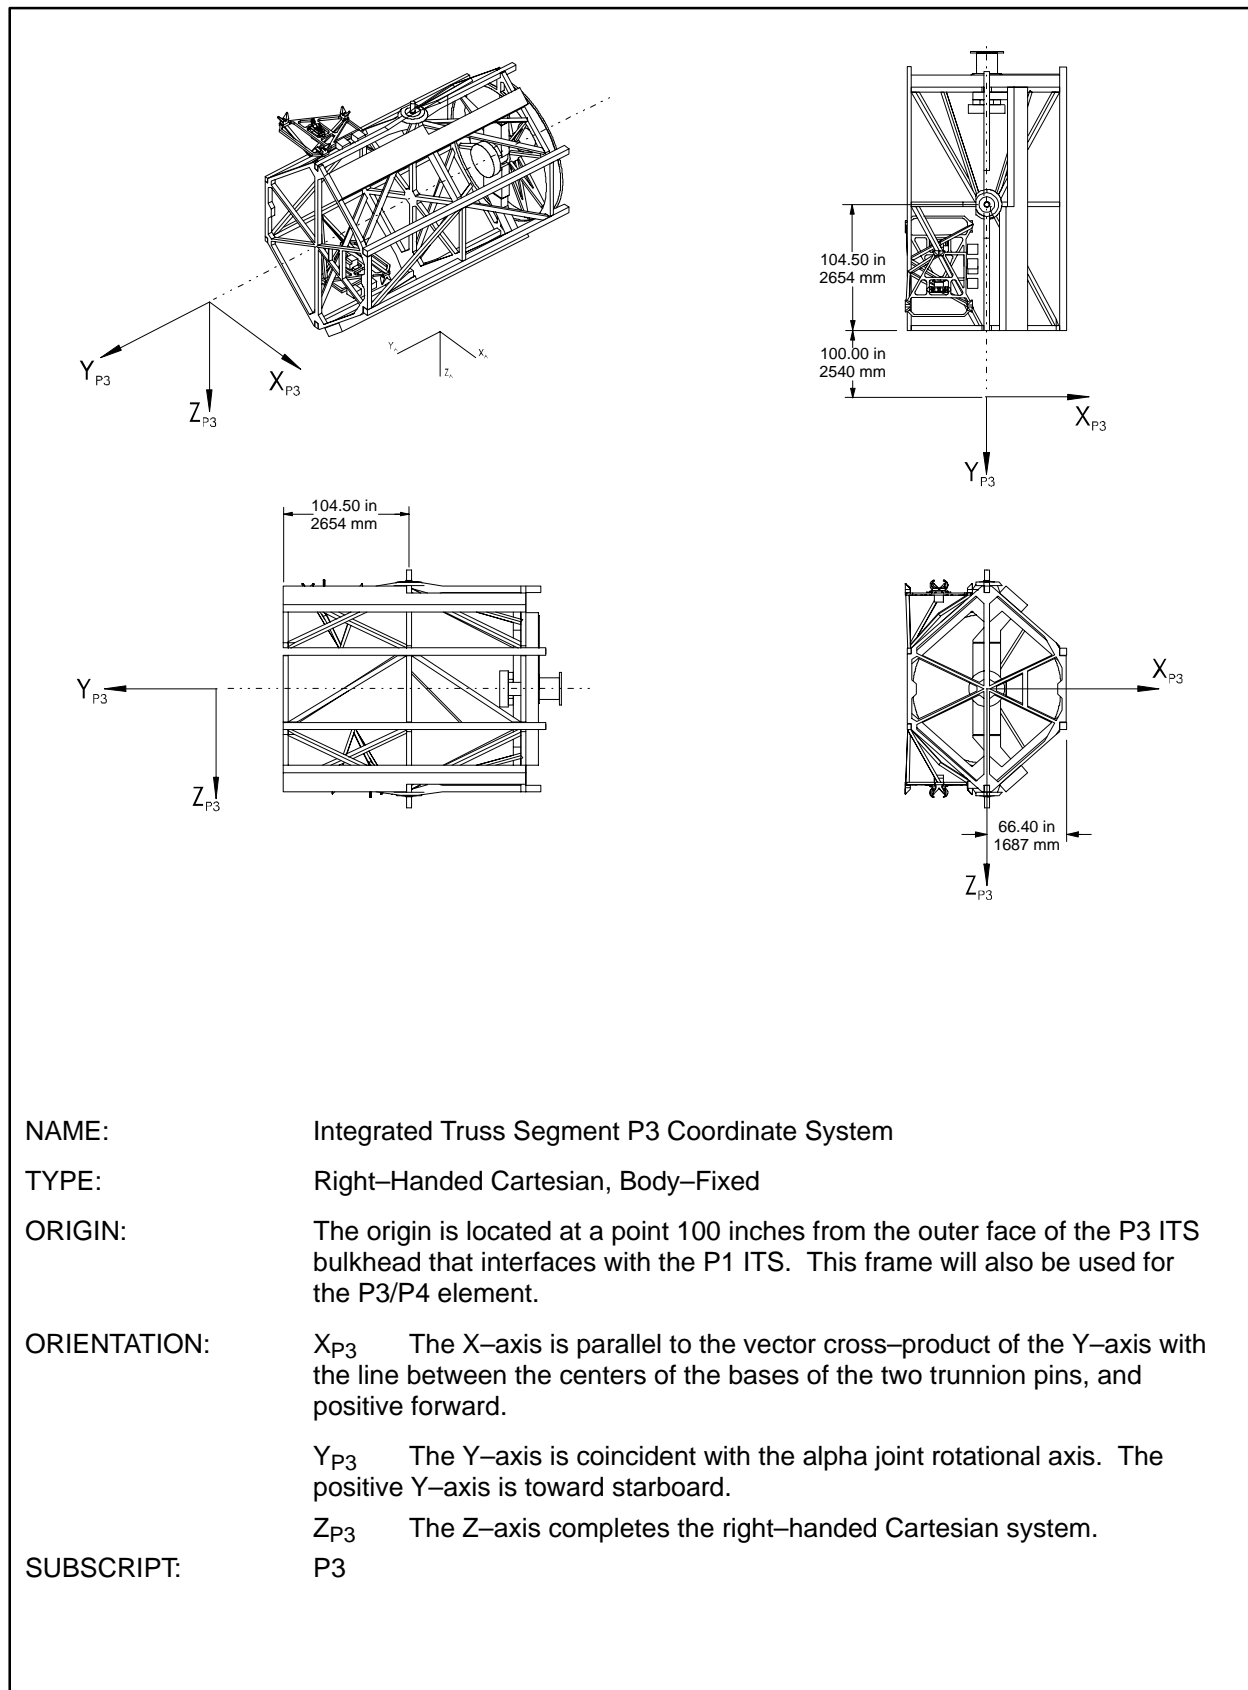 Y P3
X P3
Z P3
Y A
X A
Z A
104.50 in
2654 mm
100.00 in
2540 mm
X P3
Y P3
104.50 in
2654 mm
Y P3
Z P3
X P3
66.40 in
1687 mm
Z P3
NAME: Integrated Truss Segment P3 Coordinate System
TYPE: Right–Handed Cartesian, Body–Fixed
ORIGIN: The origin is located at a point 100 inches from the outer face of the P3 ITS
bulkhead that interfaces with the P1 ITS. This frame will also be used for
the P3/P4 element.
ORIENTATION: XP3 The X–axis is parallel to the vector cross–product of the Y–axis with
the line between the centers of the bases of the two trunnion pins, and
positive forward.
YP3 The Y–axis is coincident with the alpha joint rotational axis. The
positive Y–axis is toward starboard.
ZP3 The Z–axis completes the right–handed Cartesian system.
SUBSCRIPT: P3